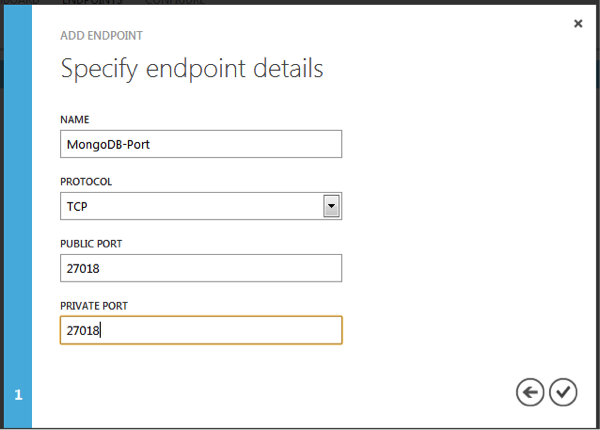 ENDPOINTS
CONFIGURE
ADD ENDPOINT
Specify endpoint details
NAME
MongoDB-Port
PROTOCOL
TCP
PUBLIC PORT
27018
PRIVATE PORT
27018
1